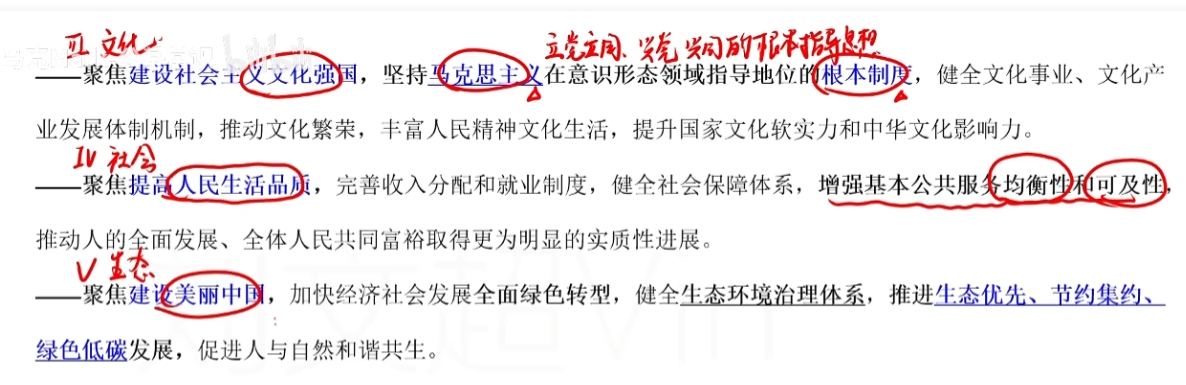 III 文化
立党立国、兴党兴国的根本指导思想
——聚焦建设社会主义文化强国，坚持马克思主义在意识形态领域指导地位的根本制度，健全文化事业、文化产
业发展体制机制，推动文化繁荣，丰富人民精神文化生活，提升国家文化软实力和中华文化影响力。
IV 社会
——聚焦提高人民生活品质，完善收入分配和就业制度，健全社会保障体系，增强基本公共服务均衡性和可及性，
推动人的全面发展、全体人民共同富裕取得更为明显的实质性进展。
V 生态
——聚焦建设美丽中国，加快经济社会发展全面绿色转型，健全生态环境治理体系，推进生态优先、节约集约、
绿色低碳发展，促进人与自然和谐共生。